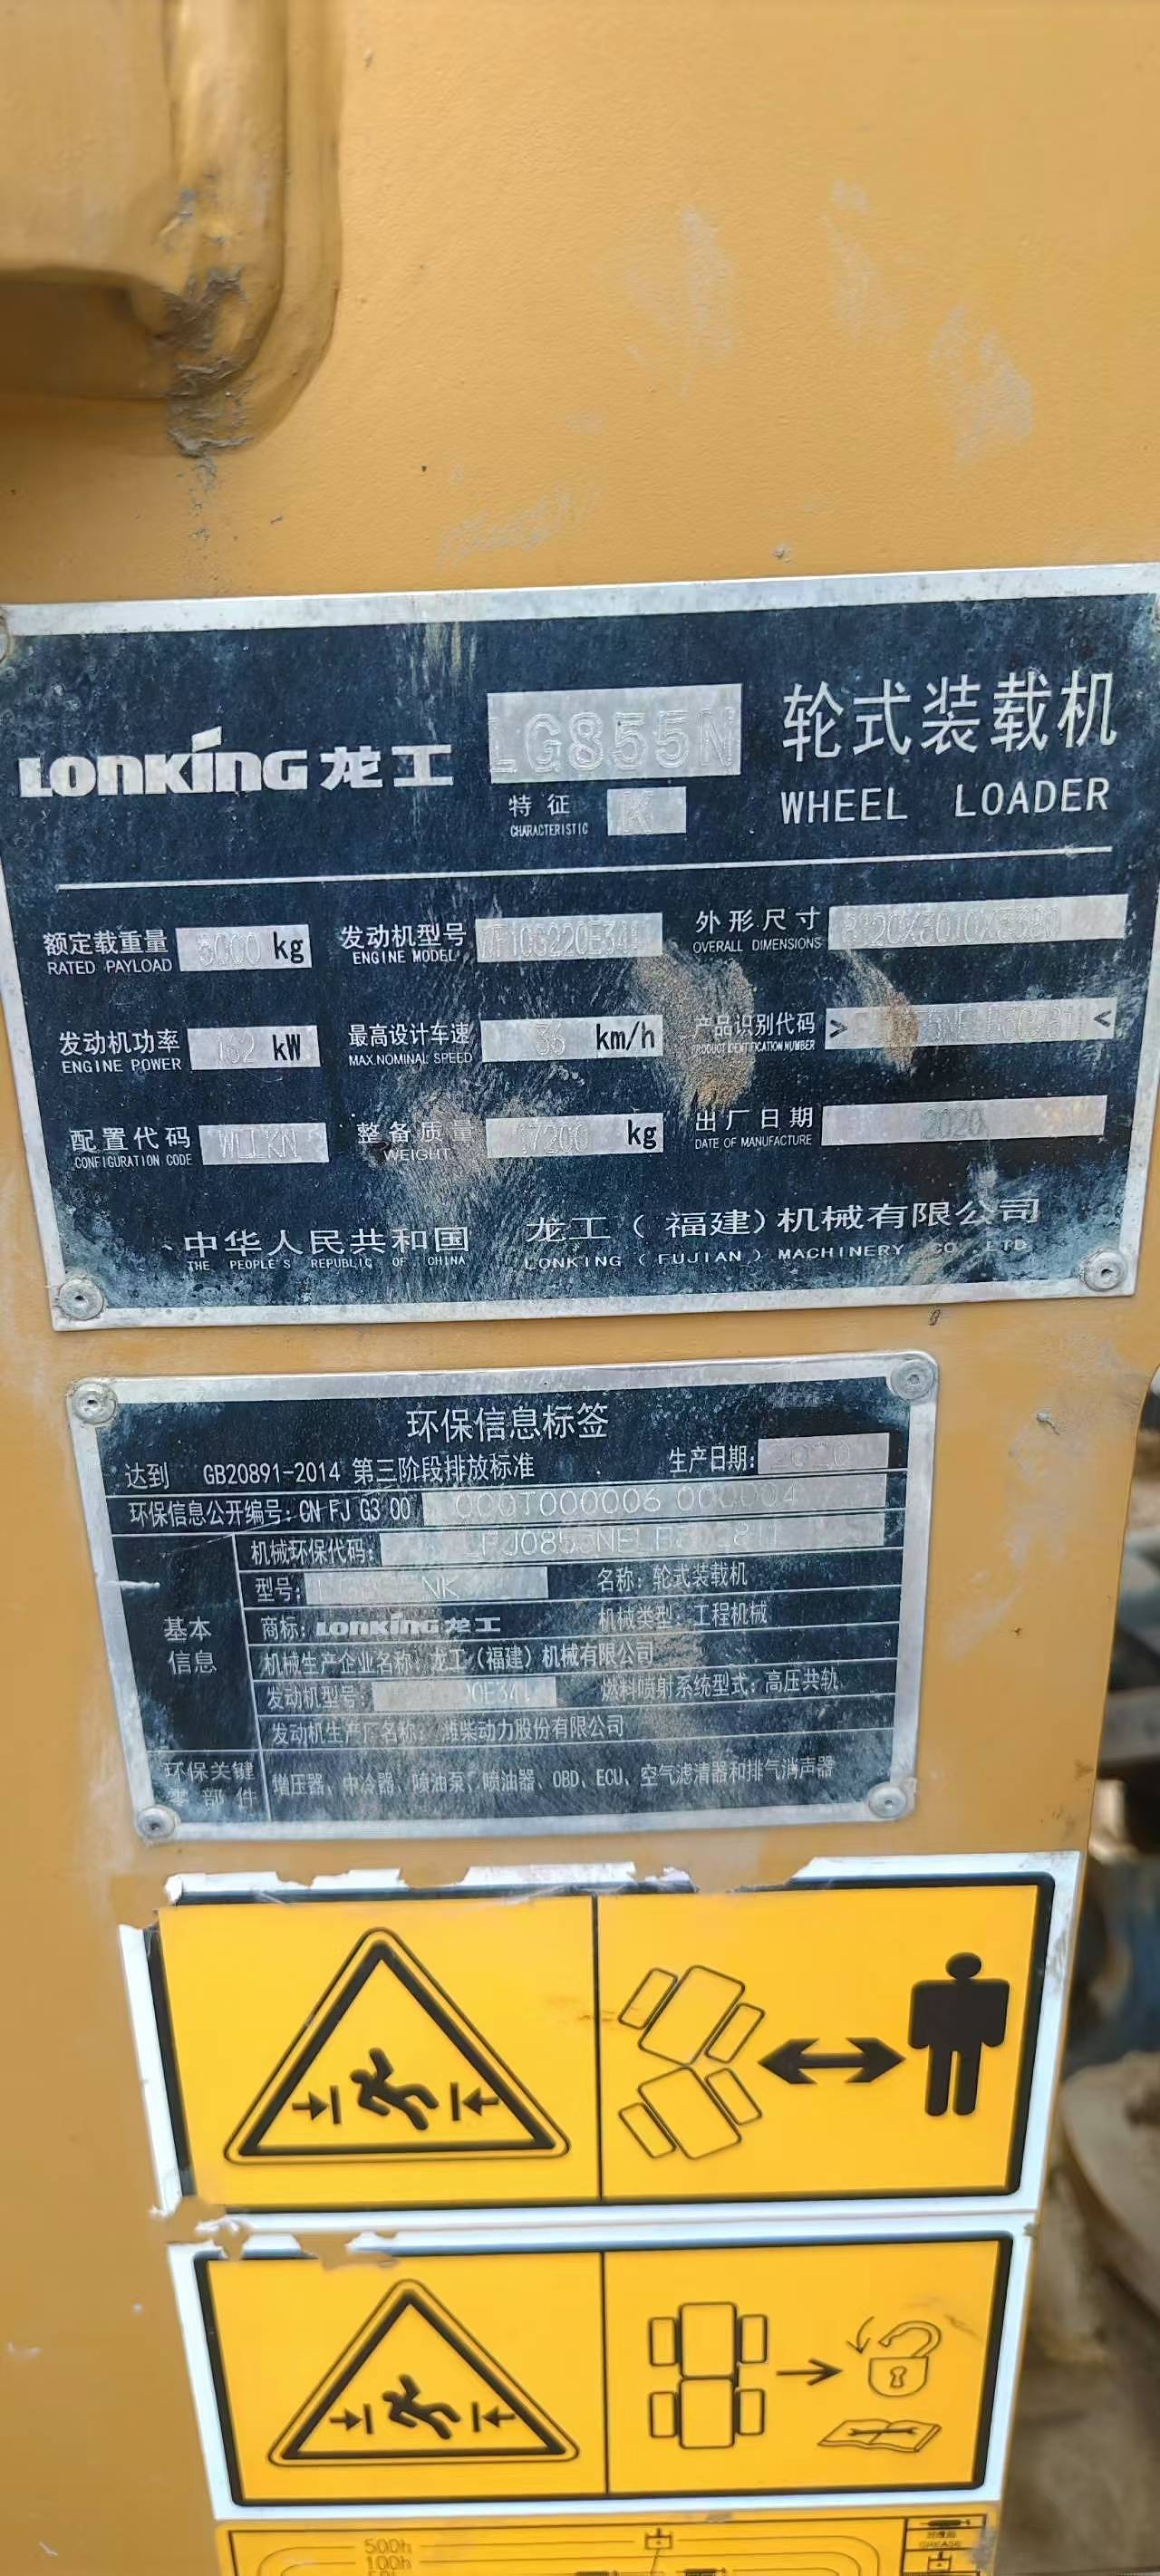 LONKING 龙工 LG855N 轮式装载机
特征 K
CHARACTERISTIC
WHEEL LOADER
额定载重量 5000 kg 发动机型号 外形尺寸
RATED PAYLOAD ENGINE MODEL OVERALL DIMENSIONS
发动机功率 162 kW 最高设计车速 36 km/h 产品识别代码 > <
ENGINE POWER MAX.NOMINAL SPEED PRODUCT IDENTIFICATION NUMBER
配置代码 整备质量 17200 kg 出厂日期 2020
CONFIGURATION CODE WEIGHT DATE OF MANUFACTURE
中华人民共和国 龙工（福建）机械有限公司
THE PEOPLE'S REPUBLIC OF CHINA LONKING (FUJIAN) MACHINERY CO.,LTD
环保信息标签
达到 GB20891-2014 第三阶段排放标准 生产日期: 2020
环保信息公开编号: CN FJ G3 00 000T000006 000004
机械环保代码:
型号: 名称: 轮式装载机
基本信息
商标: LONKING 龙工 机械类型: 工程机械
机械生产企业名称: 龙工（福建）机械有限公司
发动机型号: 燃料喷射系统型式: 高压共轨
发动机生产厂名称: 潍柴动力股份有限公司
环保关键零部件 增压器、中冷器、喷油泵、喷油器、OBD、ECU、空气滤清器和排气消声器
500h
100h
50h
GREASE